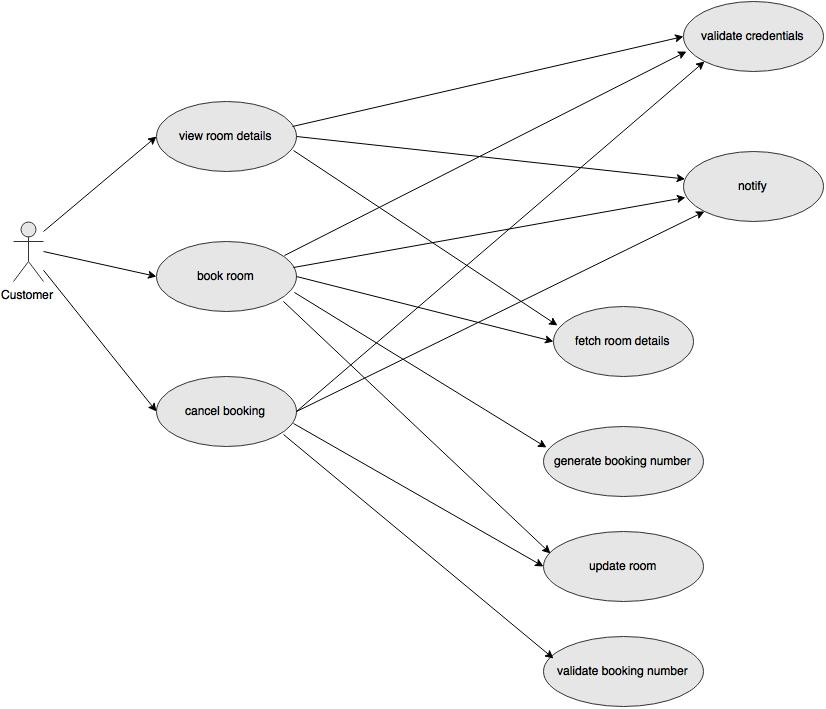 validate credentials
view room details
notify
book room
Customer
fetch room details
cancel booking
generate booking number
update room
validate booking number